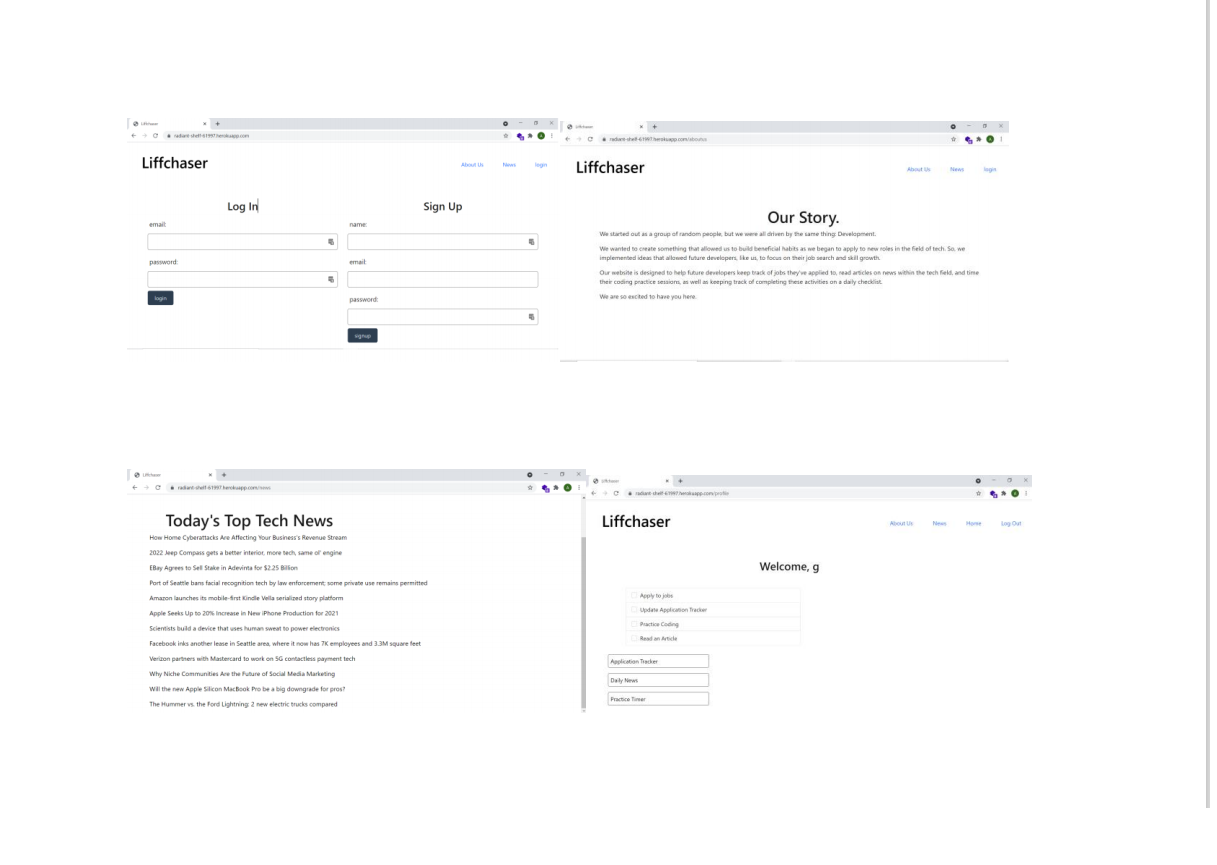 Liffchaser
radiant-shelf-61997.herokuapp.com
Liffchaser
About Us News login
Log In
Sign Up
email:
password:
login
name:
email:
password:
signup
Liffchaser
radiant-shelf-61997.herokuapp.com/aboutus
Liffchaser
About Us News login
Our Story.
We started out as a group of random people, but we were all driven by the same thing: Development.
We wanted to create something that allowed us to build beneficial habits as we began to apply to new roles in the field of tech. So, we
implemented ideas that allowed future developers, like us, to focus on their job search and skill growth.
Our website is designed to help future developers keep track of jobs they've applied to, read articles on news within the tech field, and time
their coding practice sessions, as well as keeping track of completing these activities on a daily checklist.
We are so excited to have you here.
Liffchaser
radiant-shelf-61997.herokuapp.com/news
Today's Top Tech News
How Home Cyberattacks Are Affecting Your Business's Revenue Stream
2022 Jeep Compass gets a better interior, more tech, same ol' engine
EBay Agrees to Sell Stake in Adevinta for $2.25 Billion
Port of Seattle bans facial recognition tech by law enforcement; some private use remains permitted
Amazon launches its mobile-first Kindle Vella serialized story platform
Apple Seeks Up to 20% Increase in New iPhone Production for 2021
Scientists build a device that uses human sweat to power electronics
Facebook inks another lease in Seattle area, where it now has 7K employees and 3.3M square feet
Verizon partners with Mastercard to work on 5G contactless payment tech
Why Niche Communities Are the Future of Social Media Marketing
Will the new Apple Silicon MacBook Pro be a big downgrade for pros?
The Hummer vs. the Ford Lightning: 2 new electric trucks compared
Liffchaser
radiant-shelf-61997.herokuapp.com/profile
Liffchaser
About Us News Home Log Out
Welcome, g
Apply to jobs
Update Application Tracker
Practice Coding
Read an Article
Application Tracker
Daily News
Practice Timer